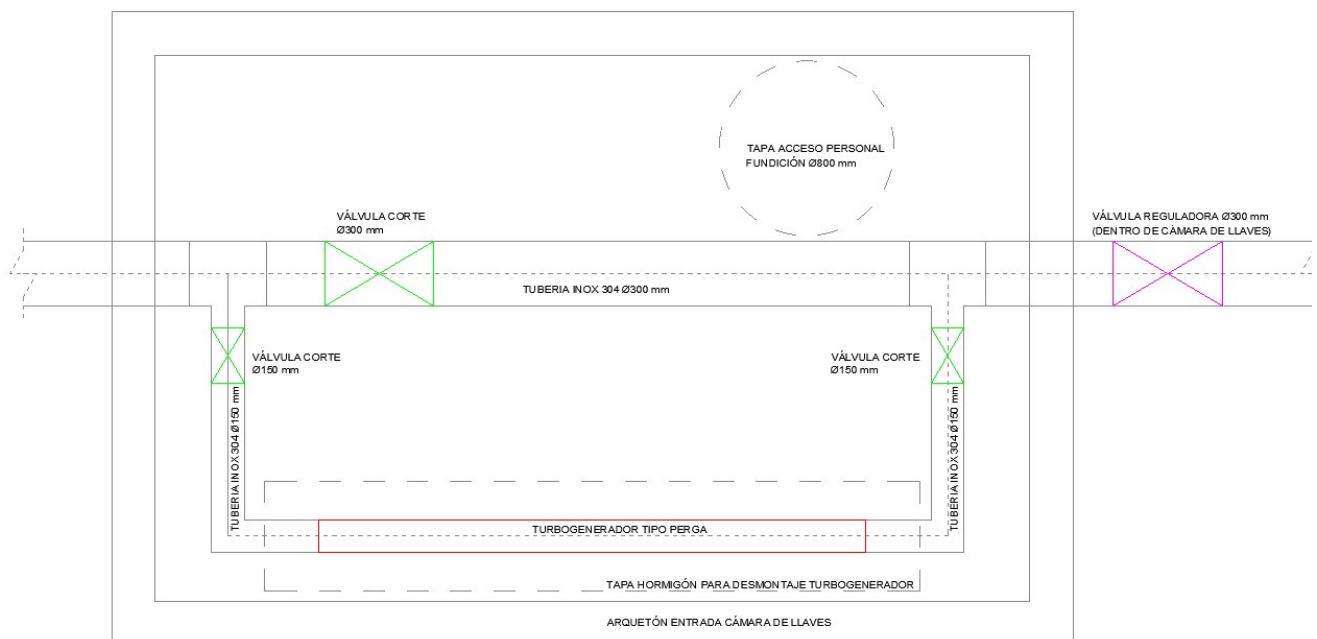 TAPA ACCESO PERSONAL
FUNDICIÓN Ø800 mm
VÁLVULA CORTE
Ø300 mm
VÁLVULA REGULADORA Ø300 mm
(DENTRO DE CÁMARA DE LLAVES)
TUBERIA INOX 304 Ø300 mm
VÁLVULA CORTE
Ø150 mm
VÁLVULA CORTE
Ø150 mm
TUBERIA INOX 304 Ø150 mm
TUBERIA INOX 304 Ø150 mm
TURBOGENERADOR TIPO PERGA
TAPA HORMIGÓN PARA DESMONTAJE TURBOGENERADOR
ARQUETÓN ENTRADA CÁMARA DE LLAVES